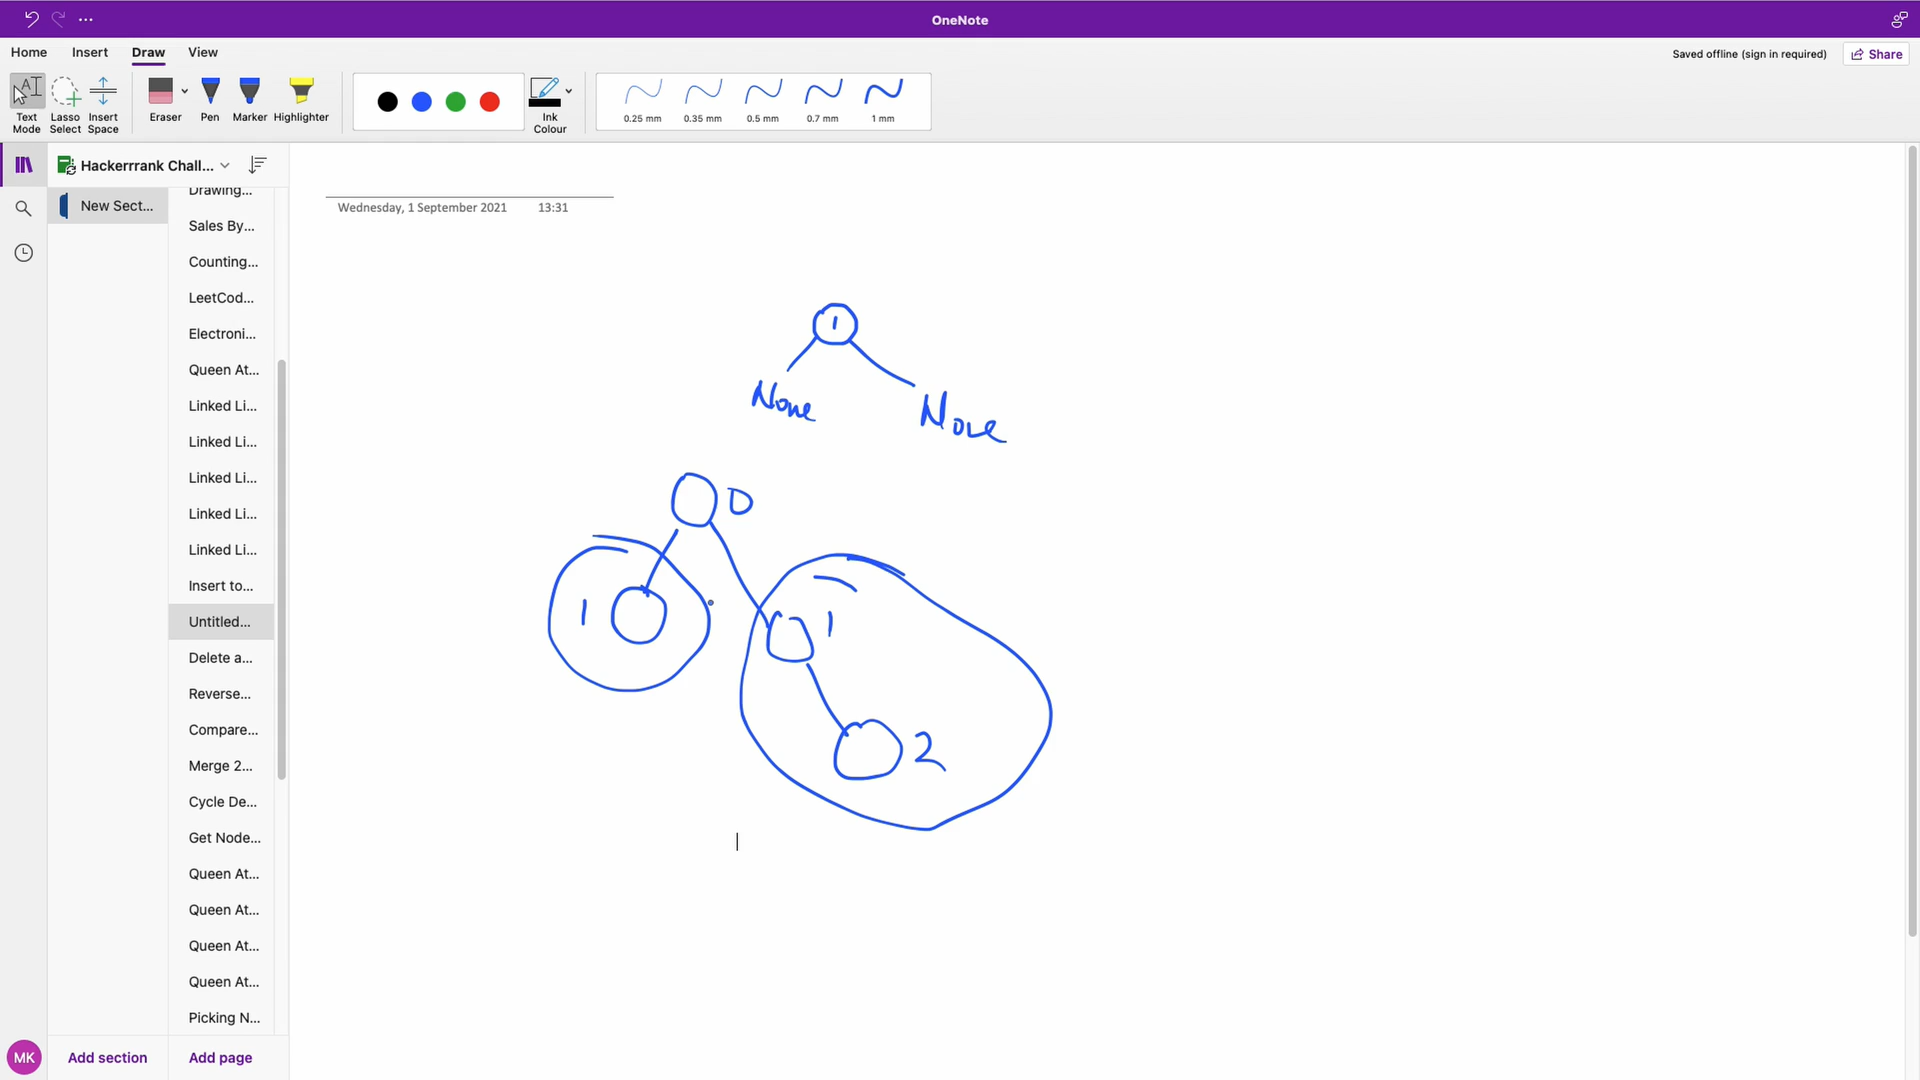 OneNote
Home Insert Draw View
Saved offline (sign in required) Share
Text Mode
Lasso Select
Insert Space
Eraser
Pen
Marker
Highlighter
Ink Colour
0.25 mm 0.35 mm 0.5 mm 0.7 mm 1 mm
Hackerrrank Chall...
New Sect...
Drawing...
Sales By...
Counting...
LeetCod...
Electroni...
Queen At...
Linked Li...
Linked Li...
Linked Li...
Linked Li...
Linked Li...
Insert to...
Untitled...
Delete a...
Reverse...
Compare...
Merge 2...
Cycle De...
Get Node...
Queen At...
Queen At...
Queen At...
Queen At...
Picking N...
MK
Add section Add page
Wednesday, 1 September 2021 13:31
1
None None
0
1 1
2